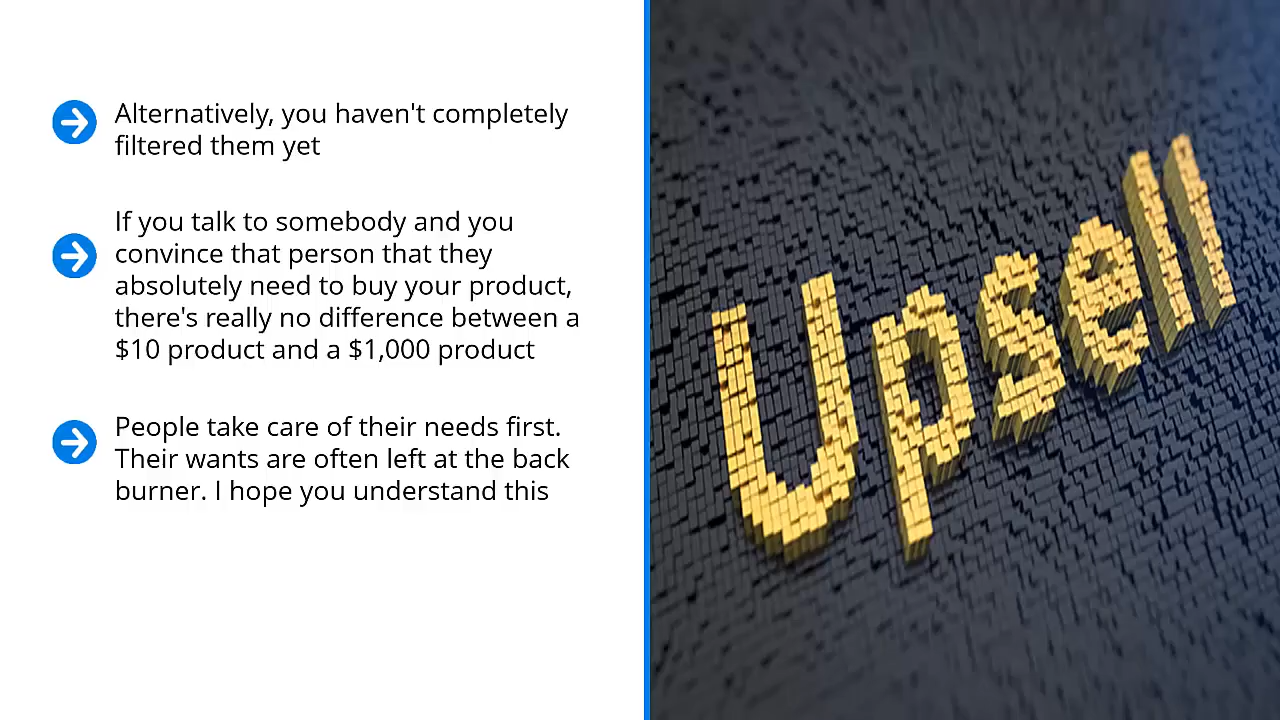 Alternatively, you haven't completely
filtered them yet
If you talk to somebody and you
convince that person that they
absolutely need to buy your product,
there's really no difference between a
$10 product and a $1,000 product
People take care of their needs first.
Their wants are often left at the back
burner. I hope you understand this
Upsell